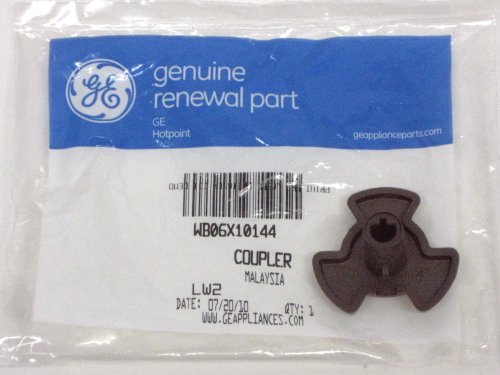 GE
genuine
renewal part
GE
Hotpoint
geapplianceparts.com
WB06X10144
COUPLER
MALAYSIA
LW2
DATE: 07/20/10 QTY: 1
WWW.GEAPPLIANCES.COM